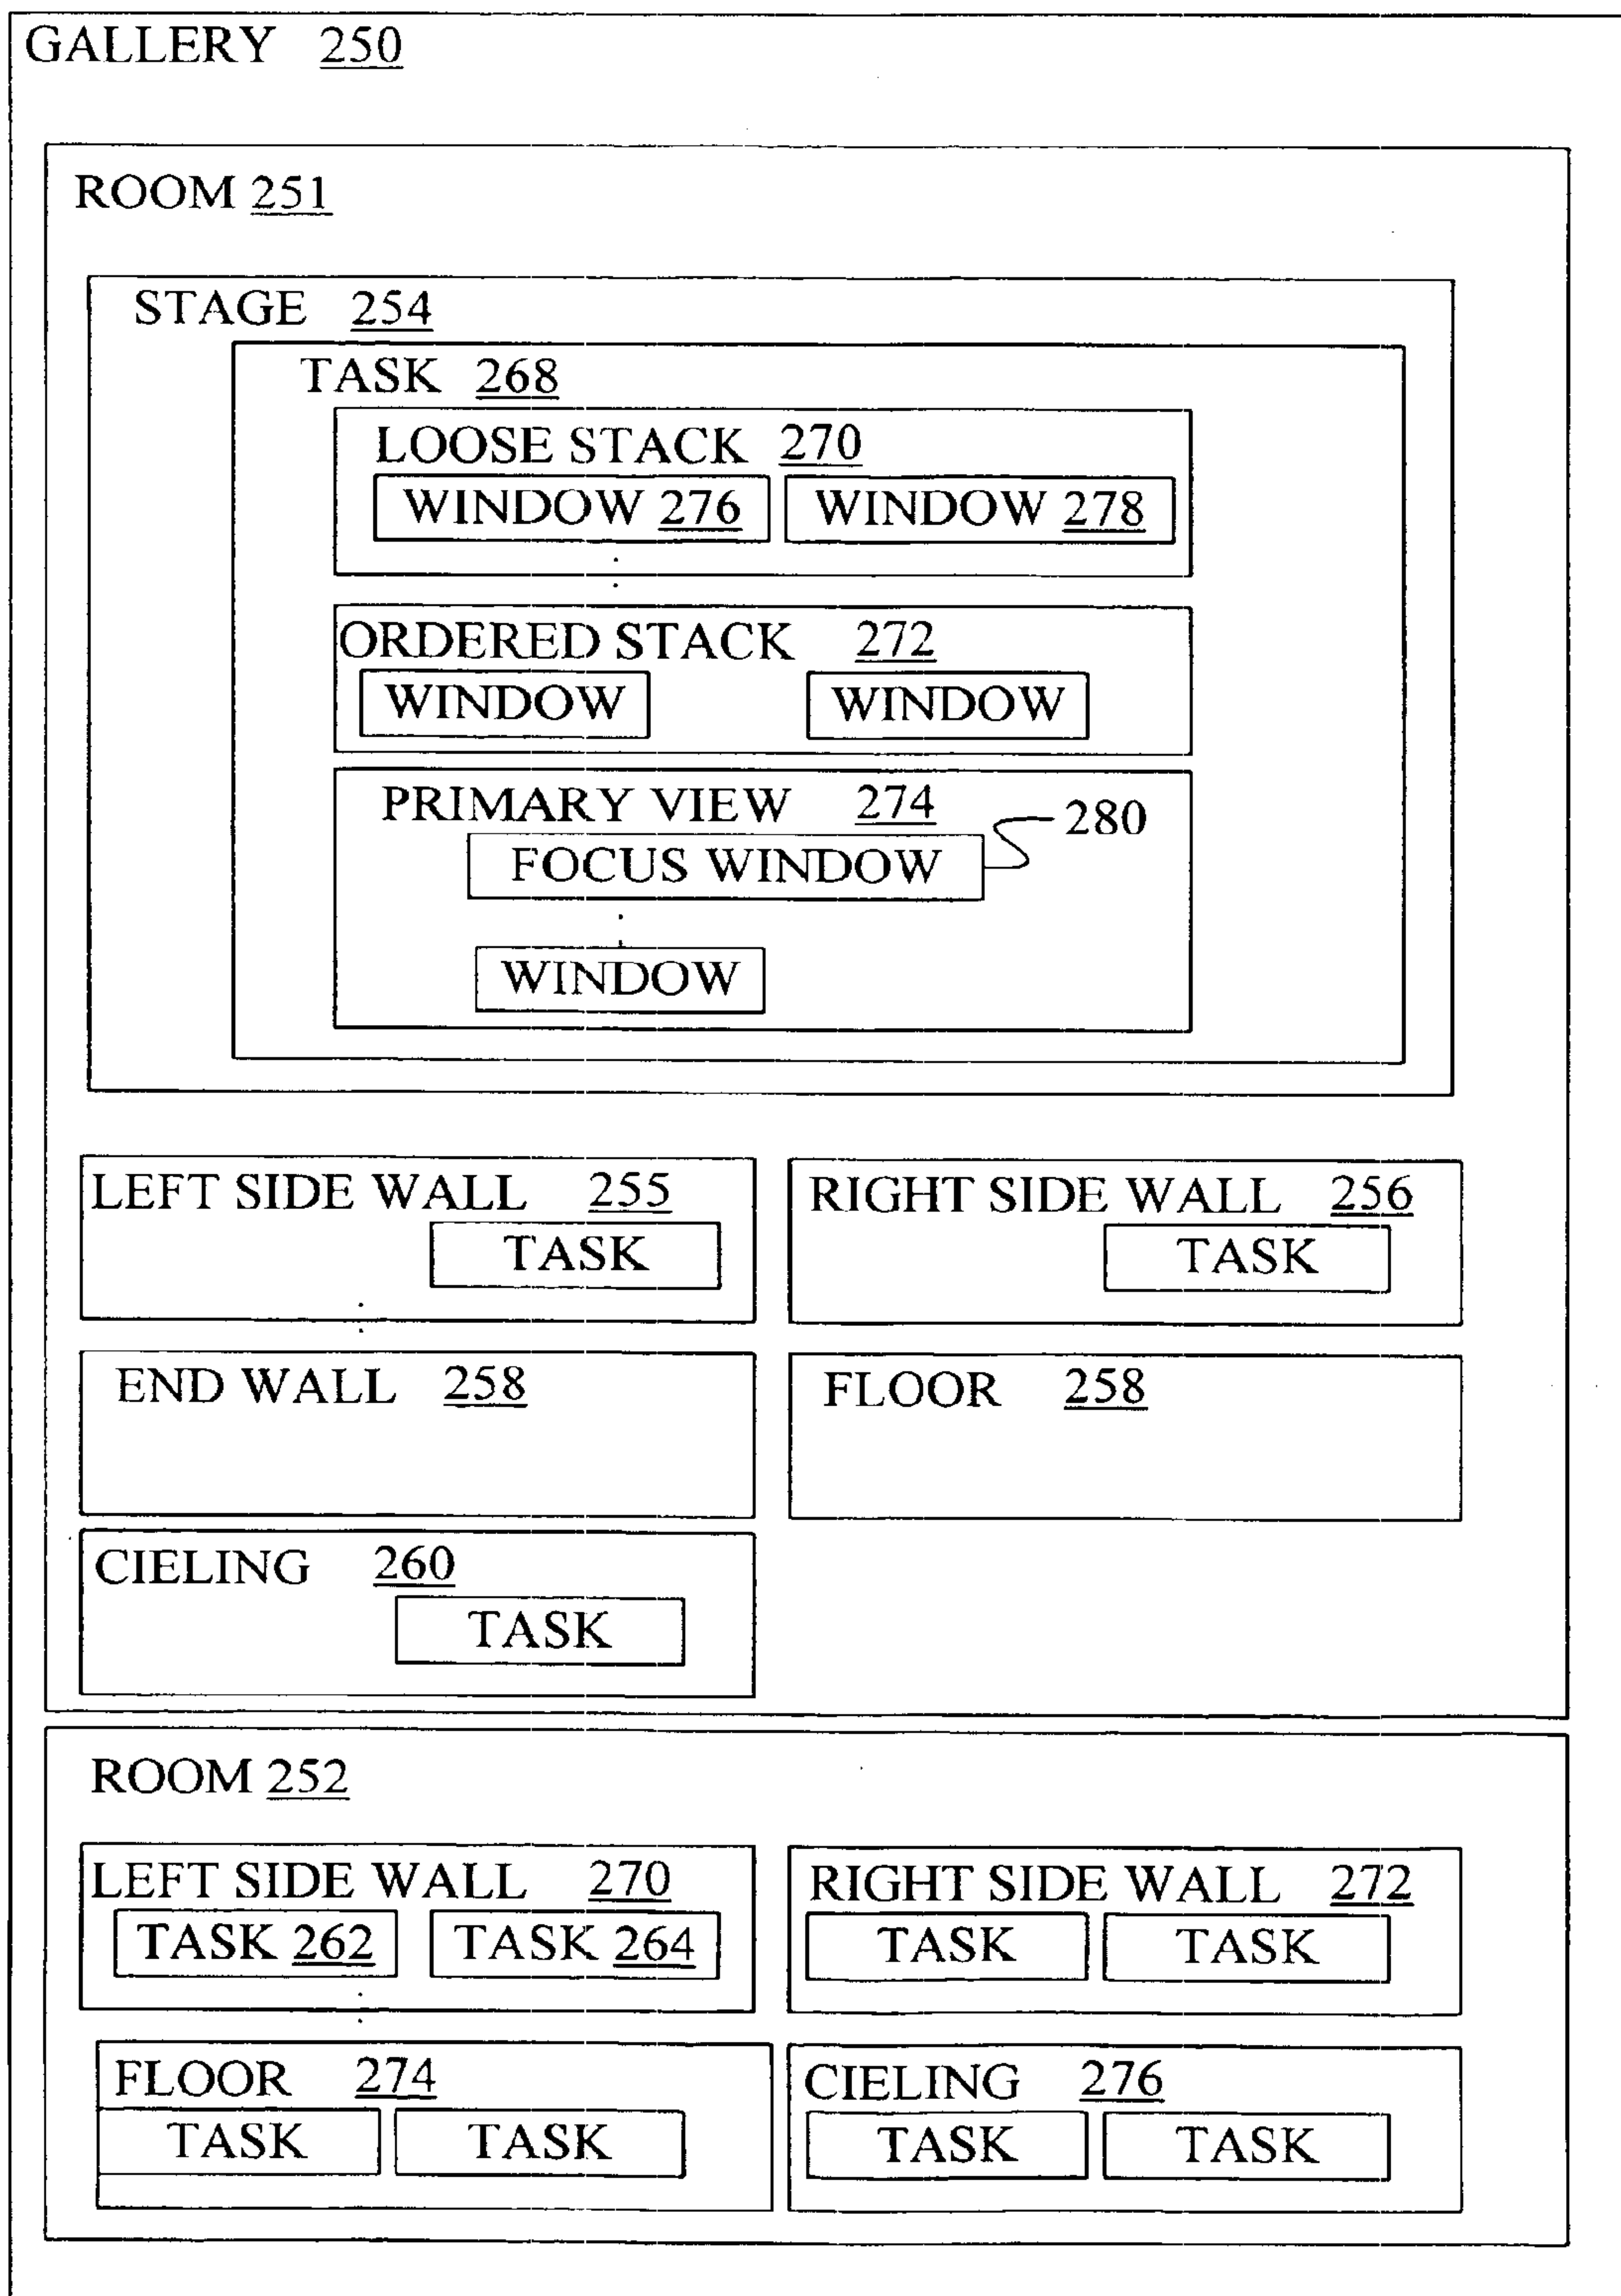 GALLERY 250
ROOM 251
STAGE 254
TASK 268
LOOSE STACK 270
WINDOW 276 WINDOW 278
ORDERED STACK 272
WINDOW WINDOW
PRIMARY VIEW 274 280
FOCUS WINDOW
WINDOW
LEFT SIDE WALL 255 RIGHT SIDE WALL 256
TASK TASK
END WALL 258 FLOOR 258
CIELING 260
TASK
ROOM 252
LEFT SIDE WALL 270 RIGHT SIDE WALL 272
TASK 262 TASK 264 TASK TASK
FLOOR 274 CIELING 276
TASK TASK TASK TASK